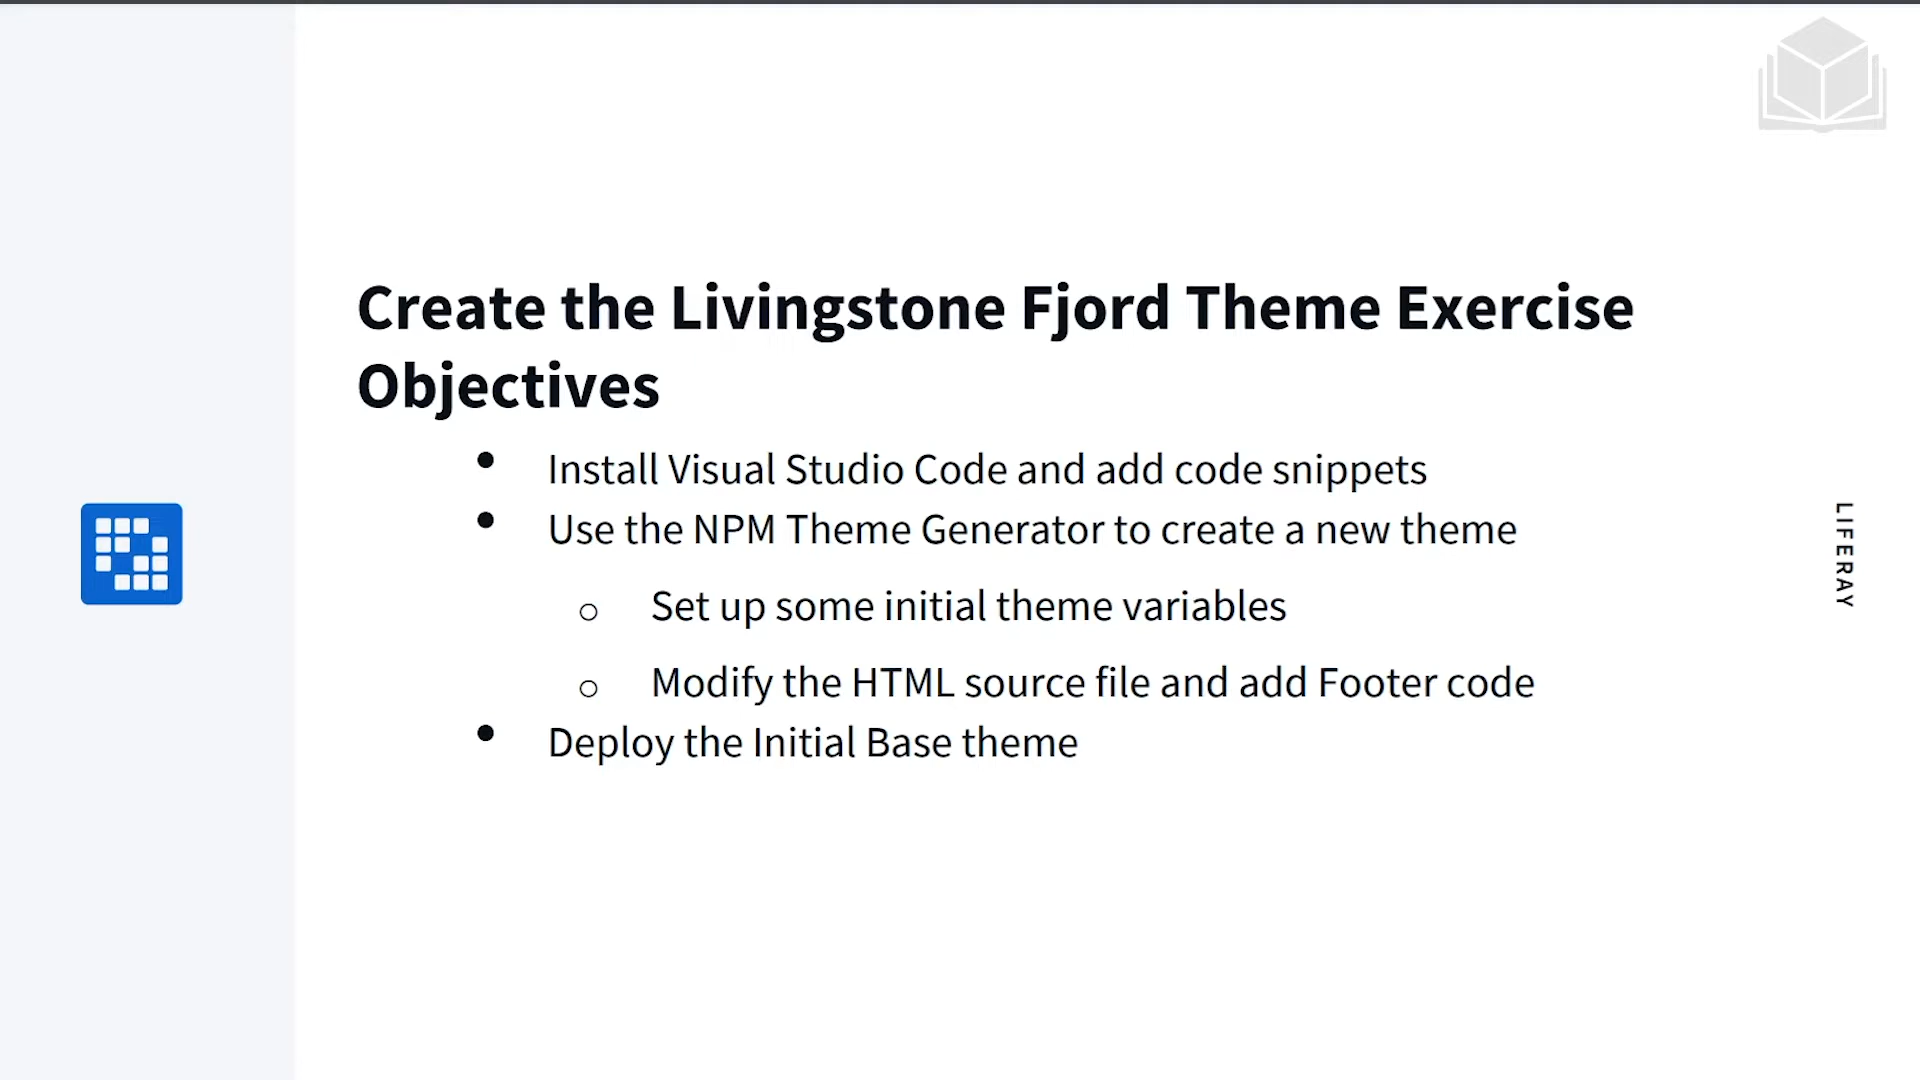 Create the Livingstone Fjord Theme Exercise
Objectives
• Install Visual Studio Code and add code snippets
• Use the NPM Theme Generator to create a new theme
o Set up some initial theme variables
o Modify the HTML source file and add Footer code
• Deploy the Initial Base theme
LIFERAY